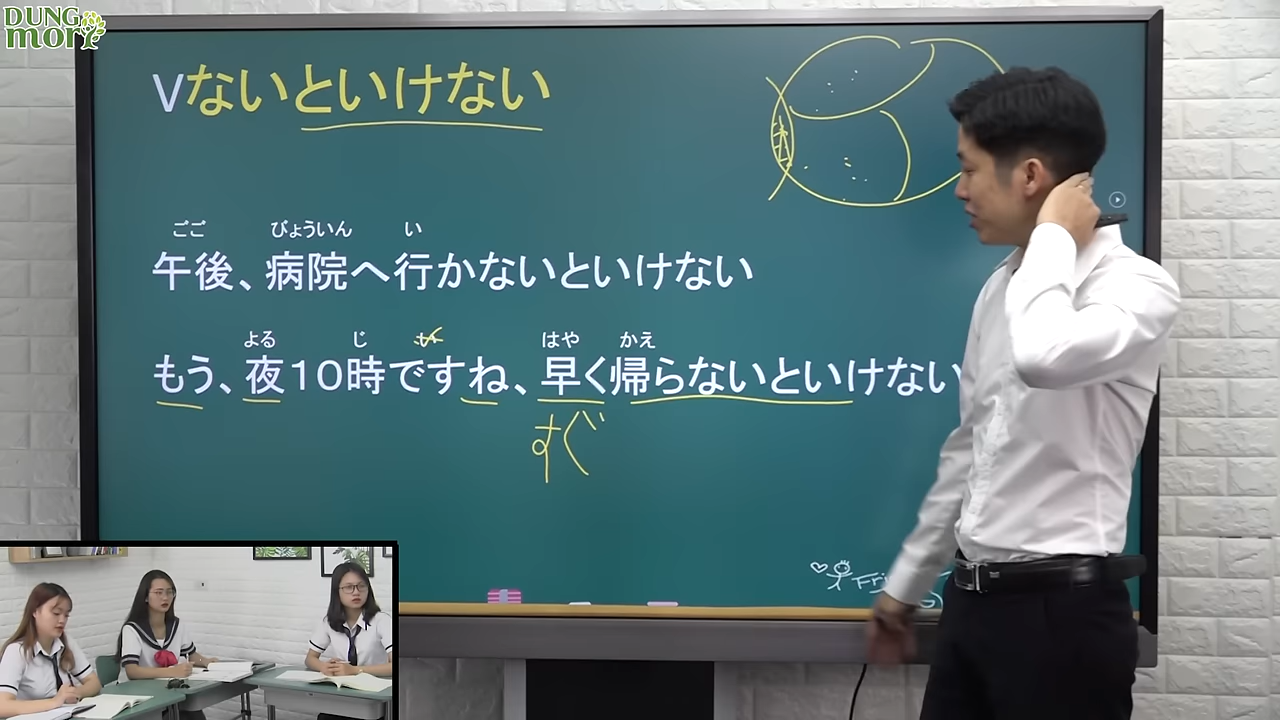 DUNG
mori
Vないといけない
ごご びょういん い
午後、病院へ行かないといけない
よる じ はや かえ
もう、夜10時ですね、早く帰らないといけない
すぐ